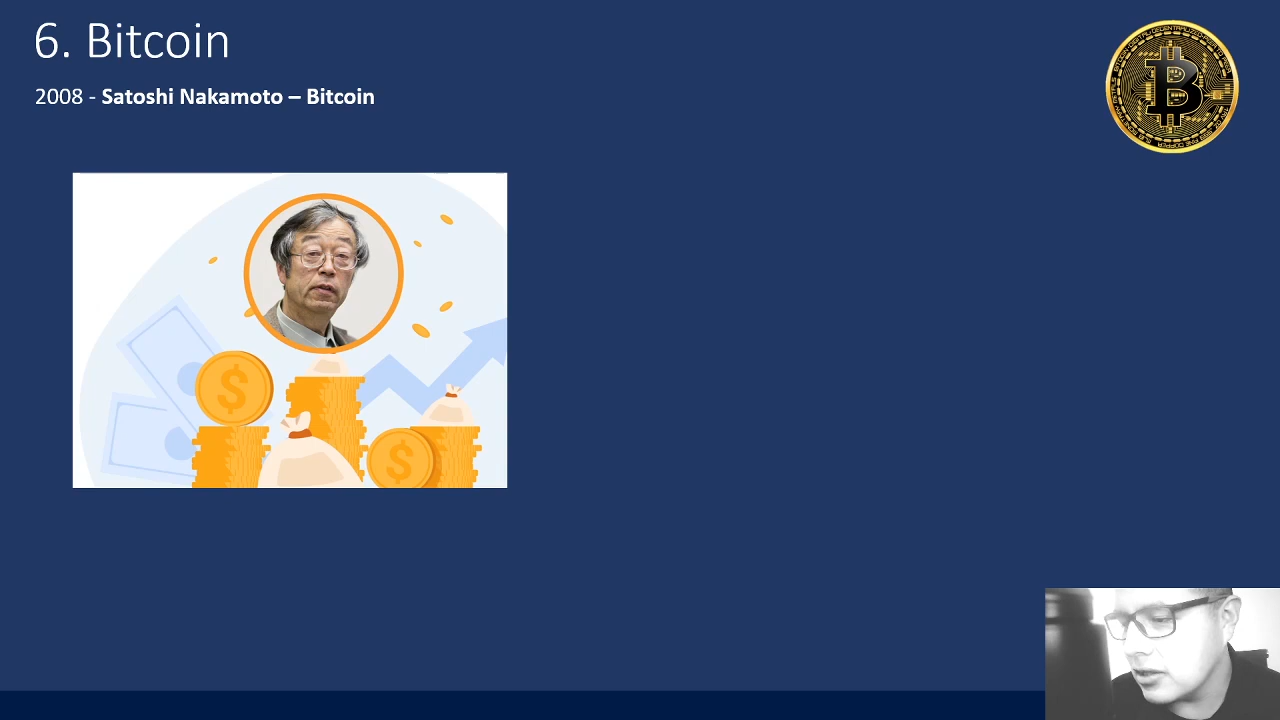 6. Bitcoin
2008 - Satoshi Nakamoto – Bitcoin
$
$